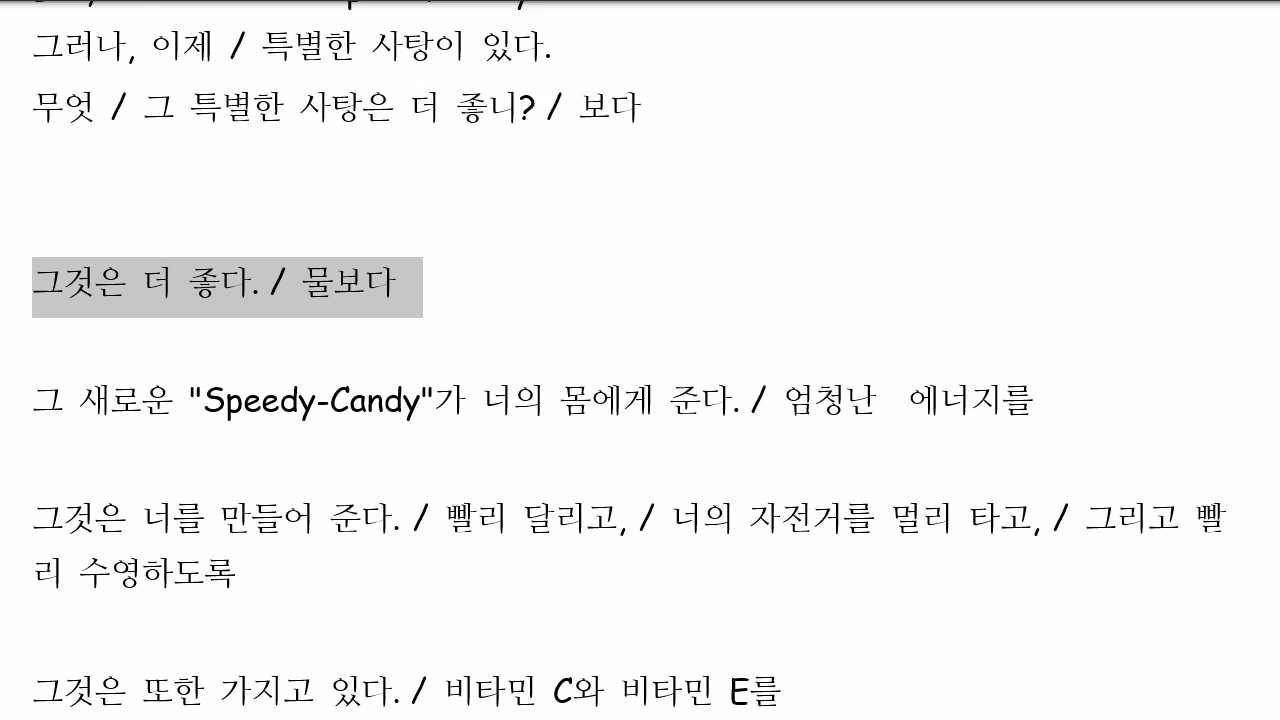 그러나, 이제 / 특별한 사탕이 있다.
무엇 / 그 특별한 사탕은 더 좋니? / 보다
그것은 더 좋다. / 물보다
그 새로운 "Speedy-Candy"가 너의 몸에게 준다. / 엄청난 에너지를
그것은 너를 만들어 준다. / 빨리 달리고, / 너의 자전거를 멀리 타고, / 그리고 빨
리 수영하도록
그것은 또한 가지고 있다. / 비타민 C와 비타민 E를